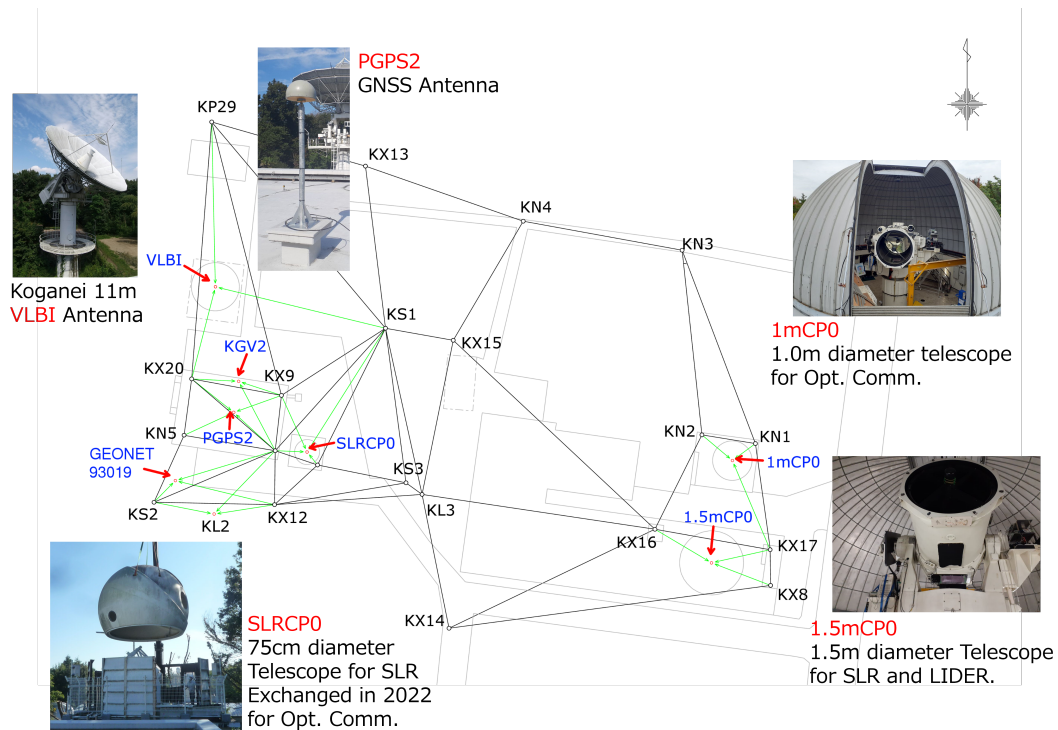 PGPS2
GNSS Antenna
KP29
KX13
KN4
KN3
VLBI
Koganei 11m
VLBI Antenna
1mCP0
1.0m diameter telescope
for Opt. Comm.
KS1
KX15
KGV2
KX20
KX9
KN5
PGPS2
SLRCP0
GEONET
93019
KN2
KN1
1mCP0
KS3
KS2
KL2
KX12
KL3
1.5mCP0
KX16
KX17
KX8
KX14
SLRCP0
75cm diameter
Telescope for SLR
Exchanged in 2022
for Opt. Comm.
1.5mCP0
1.5m diameter Telescope
for SLR and LIDER.